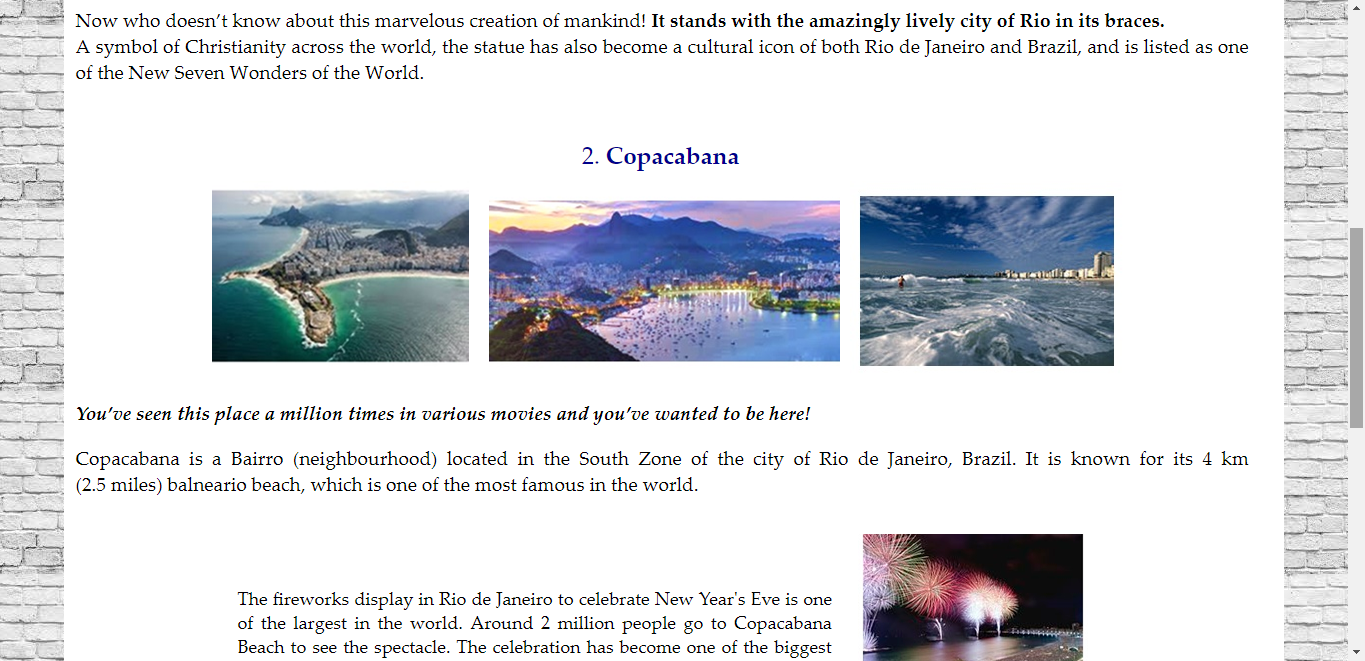 Now who doesn’t know about this marvelous creation of mankind! It stands with the amazingly lively city of Rio in its braces.
A symbol of Christianity across the world, the statue has also become a cultural icon of both Rio de Janeiro and Brazil, and is listed as one
of the New Seven Wonders of the World.
2. Copacabana
You’ve seen this place a million times in various movies and you’ve wanted to be here!
Copacabana is a Bairro (neighbourhood) located in the South Zone of the city of Rio de Janeiro, Brazil. It is known for its 4 km
(2.5 miles) balneario beach, which is one of the most famous in the world.
The fireworks display in Rio de Janeiro to celebrate New Year's Eve is one
of the largest in the world. Around 2 million people go to Copacabana
Beach to see the spectacle. The celebration has become one of the biggest